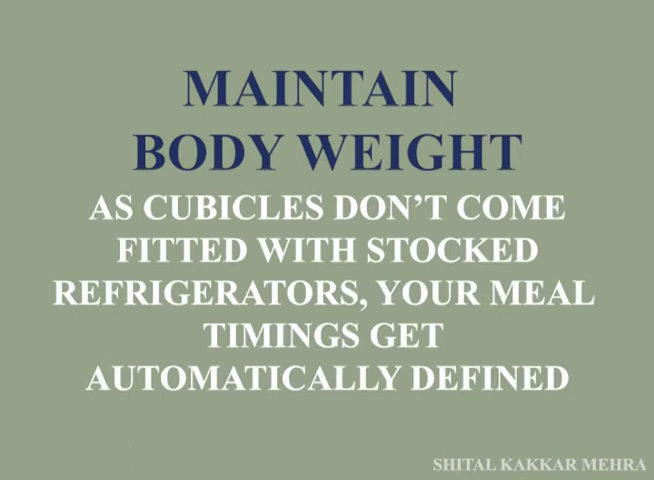 MAINTAIN
BODY WEIGHT
AS CUBICLES DON’T COME
FITTED WITH STOCKED
REFRIGERATORS, YOUR MEAL
TIMINGS GET
AUTOMATICALLY DEFINED
SHITAL KAKKAR MEHRA